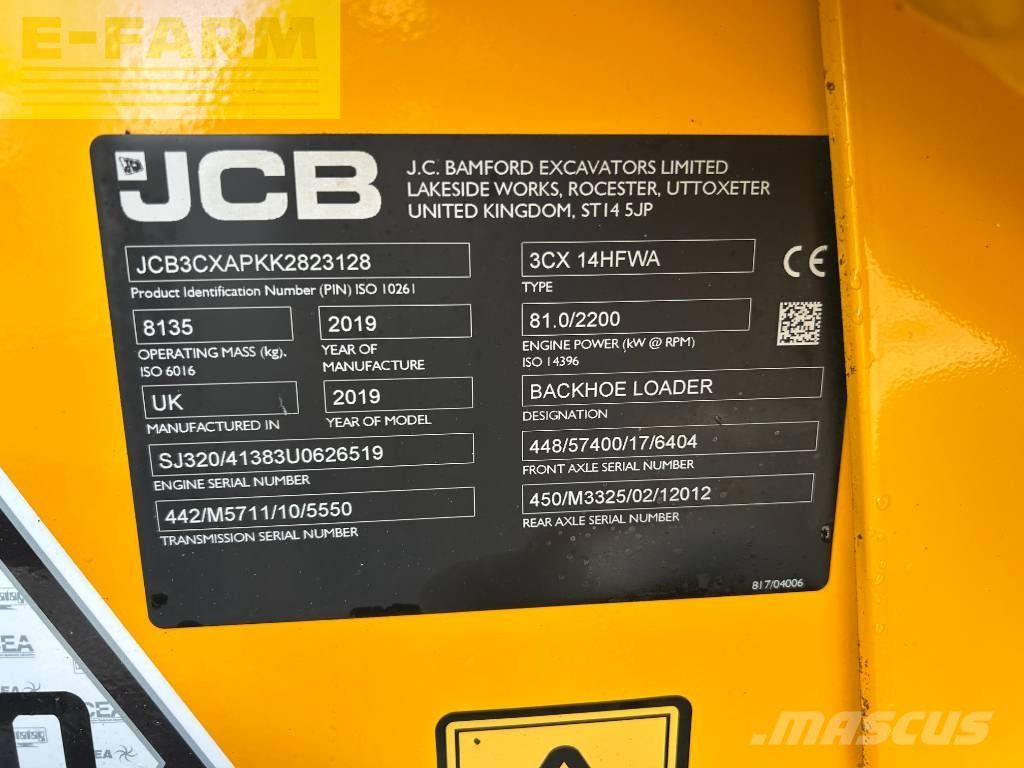 E-FARM
JCB
J.C. BAMFORD EXCAVATORS LIMITED
LAKESIDE WORKS, ROCESTER, UTTOXETER
UNITED KINGDOM, ST14 5JP
JCB3CXAPKK2823128
Product Identification Number (PIN) ISO 10261
3CX 14HFWA
TYPE
CE
8135
OPERATING MASS (kg).
ISO 6016
2019
YEAR OF
MANUFACTURE
81.0/2200
ENGINE POWER (kW @ RPM)
ISO 14396
UK
MANUFACTURED IN
2019
YEAR OF MODEL
BACKHOE LOADER
DESIGNATION
SJ320/41383U0626519
ENGINE SERIAL NUMBER
448/57400/17/6404
FRONT AXLE SERIAL NUMBER
442/M5711/10/5550
TRANSMISSION SERIAL NUMBER
450/M3325/02/12012
REAR AXLE SERIAL NUMBER
817/04006
CEA
MASCUS